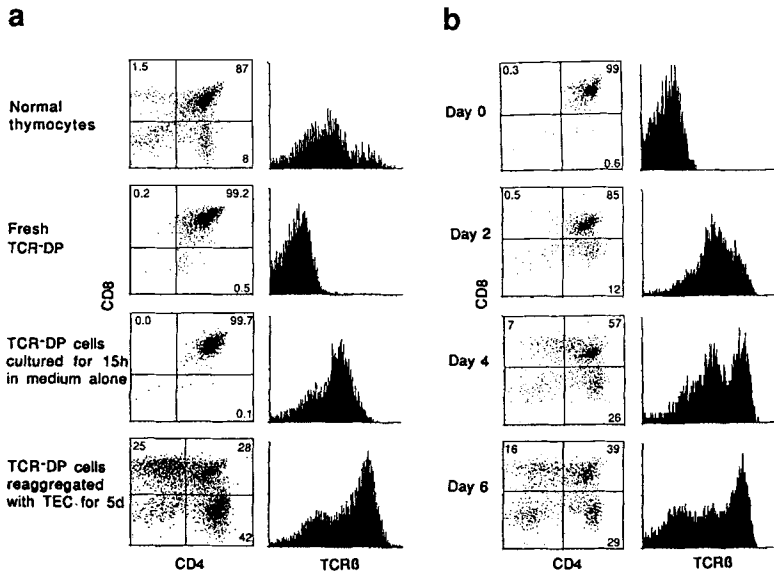 a
b
Normal
thymocytes
1.5
87
8
Fresh
TCR-DP
0.2
99.2
0.5
TCR-DP cells
cultured for 15h
in medium alone
0.0
99.7
0.1
TCR-DP cells
reaggregated
with TEC for 5d
25
28
42
CD8
CD4
TCRß
Day 0
0.3
99
0.6
Day 2
0.5
85
12
Day 4
7
57
26
Day 6
16
39
29
CD8
CD4
TCRß